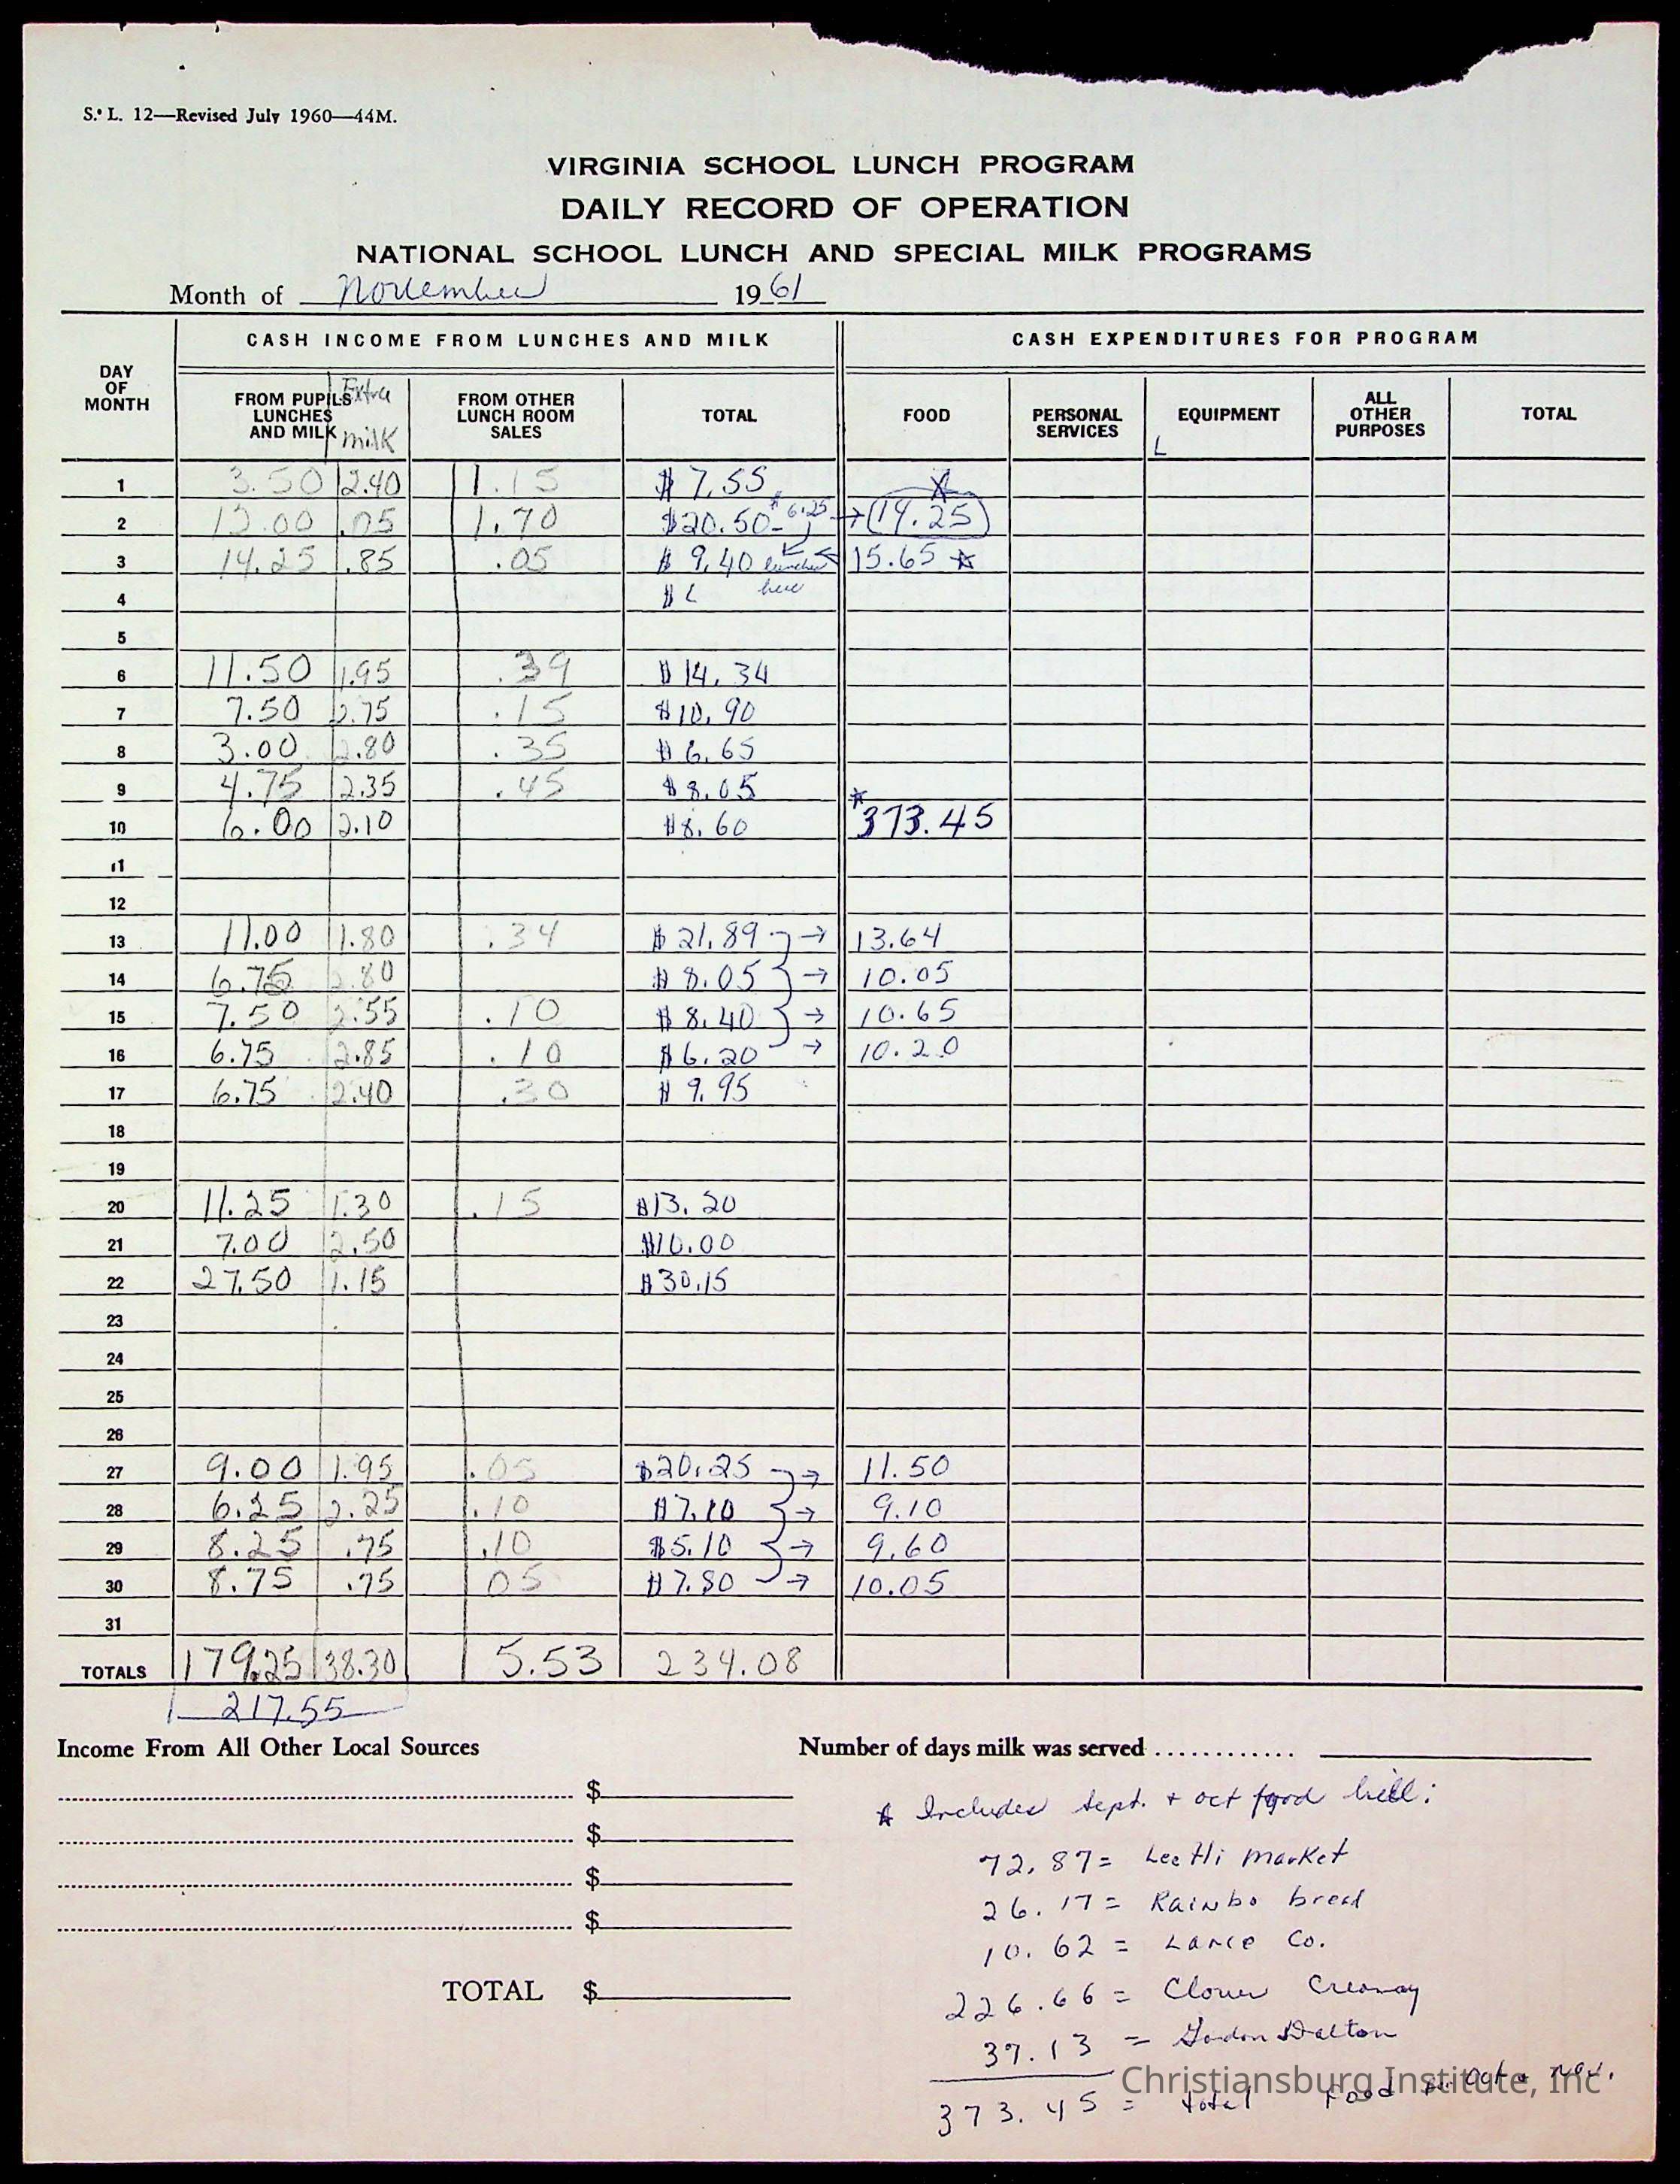 S. L. 12—Revised July 1960—44M.
VIRGINIA SCHOOL LUNCH PROGRAM
DAILY RECORD OF OPERATION
NATIONAL SCHOOL LUNCH AND SPECIAL MILK PROGRAMS
Month of November 1961
CASH INCOME FROM LUNCHES AND MILK CASH EXPENDITURES FOR PROGRAM
DAY OF MONTH FROM PUPILS LUNCHES AND MILK Extra milk FROM OTHER LUNCH ROOM SALES TOTAL FOOD PERSONAL SERVICES EQUIPMENT ALL OTHER PURPOSES TOTAL
1 3.50 2.40 1.15 $ 7.55
2 .05 1.70 $20.50 6.25 → (14.25)
3 14.25 .85 .05 $ 9.40 lunches here 15.65 *
4 $
5
6 11.50 1.95 .39 $ 14.34
7 7.50 2.75 .15 $10.90
8 3.00 2.80 .35 $ 6.65
9 4.75 2.35 .45 $ 8.05
10 6.00 2.10 $8.60 * 373.45
11
12
13 11.00 1.80 .34 $ 21.89 → 13.64
14 6.75 2.80 $ 8.05 → 10.05
15 7.50 2.55 .10 $ 8.40 → 10.65
16 6.75 2.85 .10 $6.20 → 10.20
17 6.75 2.40 .30 $ 9.95
18
19
20 11.25 1.30 .15 $13.20
21 7.00 2.50 $10.00
22 27.50 1.15 $30.15
23
24
25
26
27 9.00 1.95 .05 $20.25 → 11.50
28 6.25 2.25 .10 $7.10 → 9.10
29 8.25 .75 .10 $5.10 → 9.60
30 8.75 .75 05 $7.80 → 10.05
31
TOTALS 179.25 38.30 5.53 234.08
217.55
Income From All Other Local Sources Number of days milk was served ............
$
$
$
$
TOTAL $
* Includes Sept. + oct food bill:
72.87 = Lee Hi Market
26.17 = Rainbo bread
10.62 = Lance Co.
226.66 = Clover Creamay
37.13 = Gordon Dalton
373.45 = total Food Oct + Nov.
Christiansburg Institute, Inc